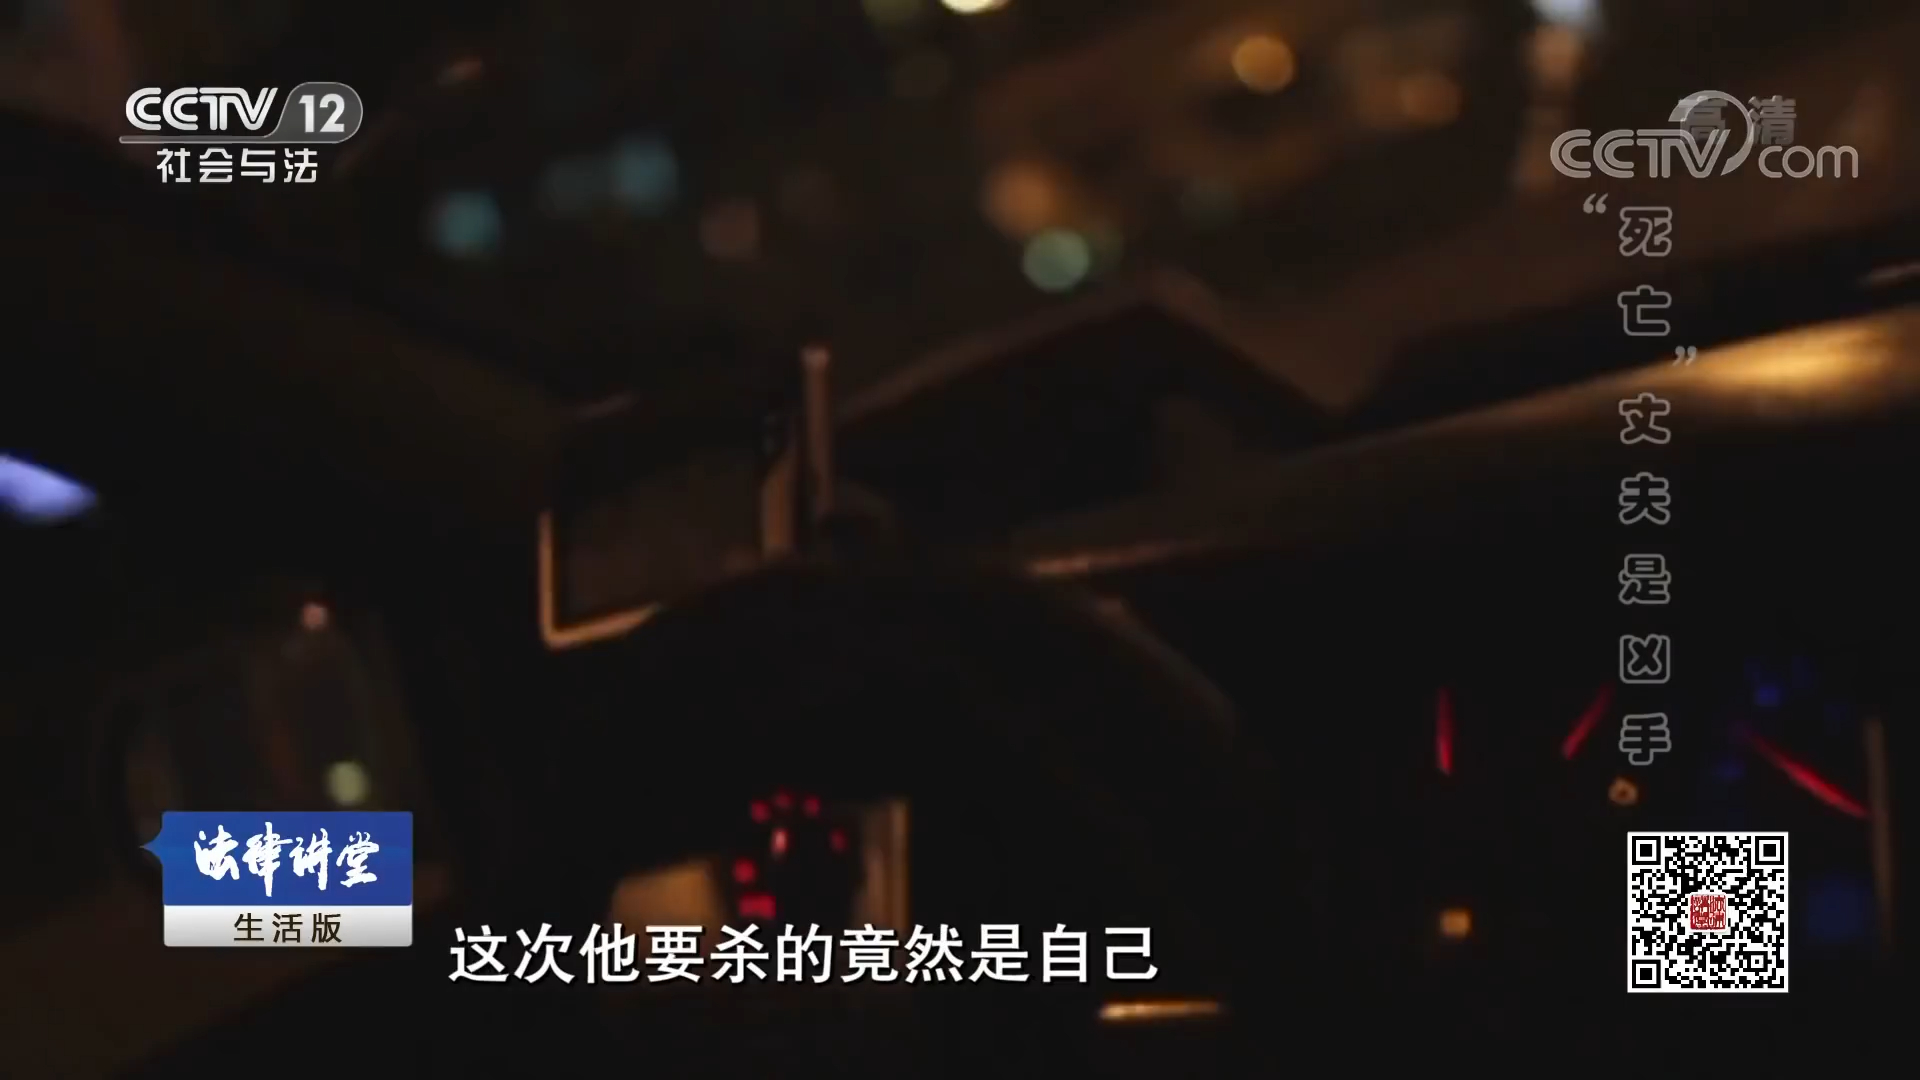 CCTV 12
社会与法
高清
CCTV com
“死亡”丈夫是凶手
法律讲堂
生活版
这次他要杀的竟然是自己